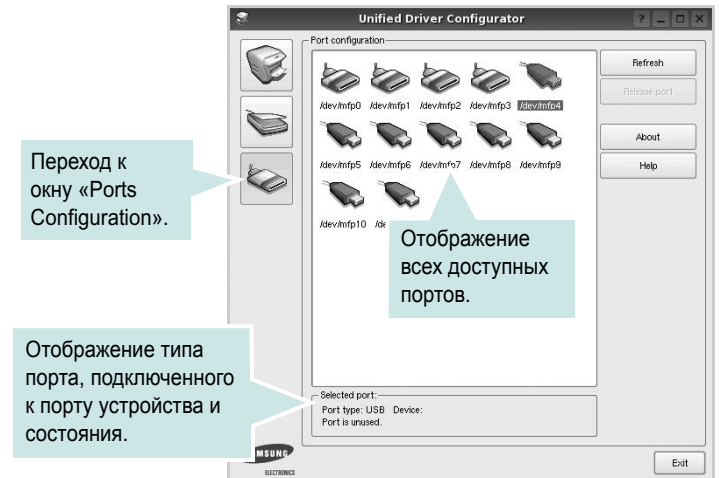 Unified Driver Configurator
Port configuration
Refresh
Release port
/dev/mfp0 /dev/mfp1 /dev/mfp2 /dev/mfp3 /dev/mfp4
About
/dev/mfp5 /dev/mfp6 /dev/mfp7 /dev/mfp8 /dev/mfp9
Help
Переход к
окну «Ports
Configuration».
/dev/mfp10
Отображение
всех доступных
портов.
Отображение типа
порта, подключенного
к порту устройства и
состояния.
Selected port:
Port type: USB Device:
Port is unused.
MSUNG
ELECTRONICS
Exit